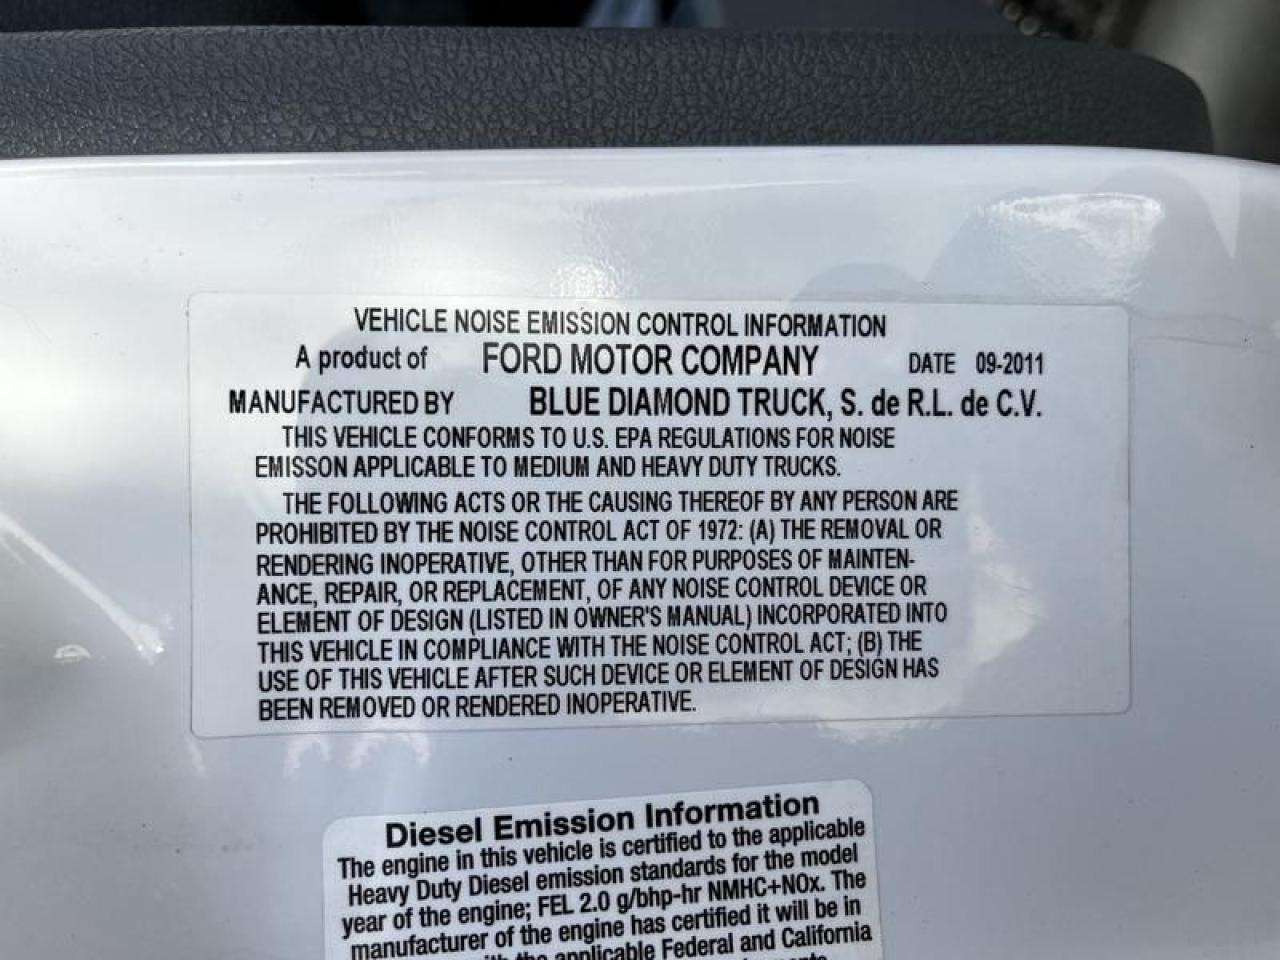 VEHICLE NOISE EMISSION CONTROL INFORMATION
A product of FORD MOTOR COMPANY DATE 09-2011
MANUFACTURED BY BLUE DIAMOND TRUCK, S. de R.L. de C.V.
THIS VEHICLE CONFORMS TO U.S. EPA REGULATIONS FOR NOISE
EMISSON APPLICABLE TO MEDIUM AND HEAVY DUTY TRUCKS.
THE FOLLOWING ACTS OR THE CAUSING THEREOF BY ANY PERSON ARE
PROHIBITED BY THE NOISE CONTROL ACT OF 1972: (A) THE REMOVAL OR
RENDERING INOPERATIVE, OTHER THAN FOR PURPOSES OF MAINTEN-
ANCE, REPAIR, OR REPLACEMENT, OF ANY NOISE CONTROL DEVICE OR
ELEMENT OF DESIGN (LISTED IN OWNER'S MANUAL) INCORPORATED INTO
THIS VEHICLE IN COMPLIANCE WITH THE NOISE CONTROL ACT; (B) THE
USE OF THIS VEHICLE AFTER SUCH DEVICE OR ELEMENT OF DESIGN HAS
BEEN REMOVED OR RENDERED INOPERATIVE.
Diesel Emission Information
The engine in this vehicle is certified to the applicable
Heavy Duty Diesel emission standards for the model
year of the engine; FEL 2.0 g/bhp-hr NMHC+NOx. The
manufacturer of the engine has certified it will be in
the applicable Federal and California